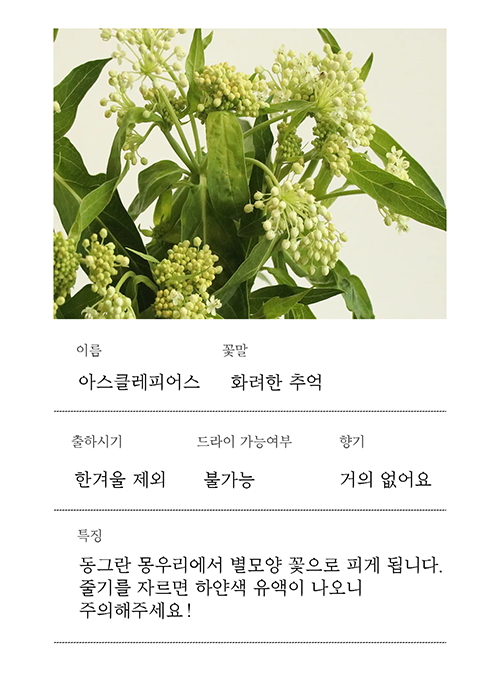 이름 꽃말
아스클레피어스 화려한 추억
출하시기 드라이 가능여부 향기
한겨울 제외 불가능 거의 없어요
특징
동그란 몽우리에서 별모양 꽃으로 피게 됩니다.
줄기를 자르면 하얀색 유액이 나오니
주의해주세요!